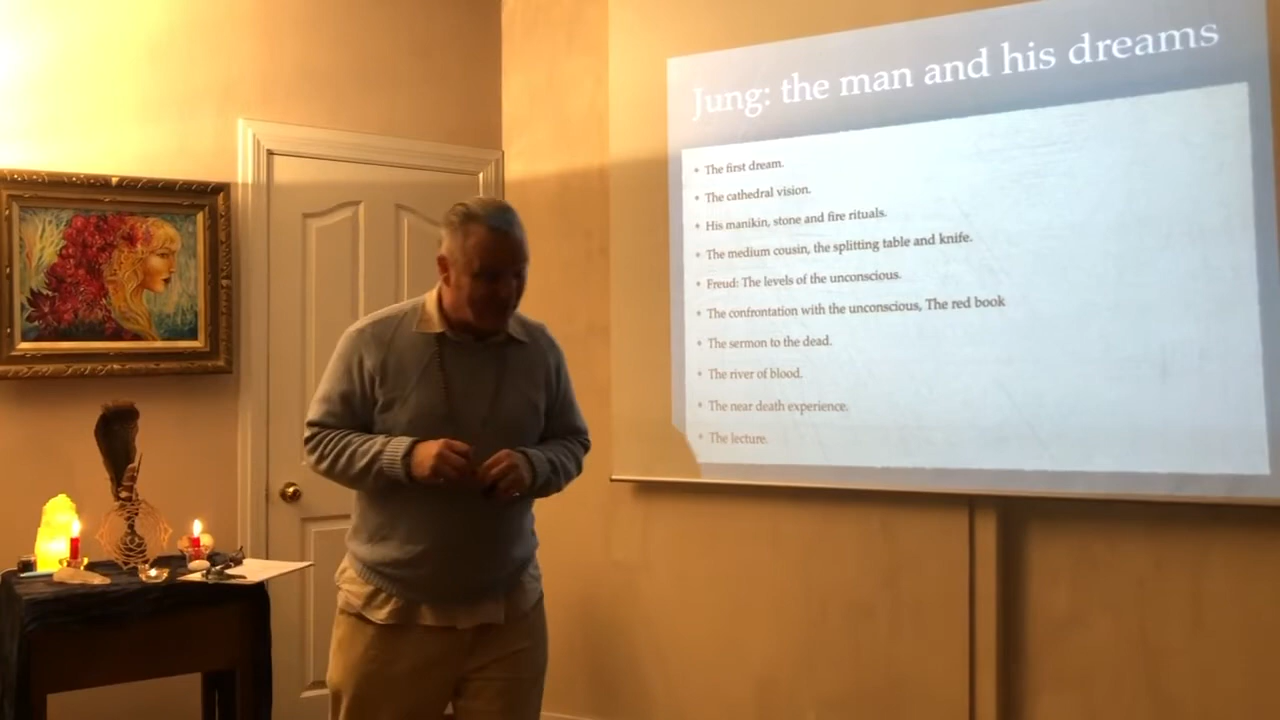 Jung: the man and his dreams
• The first dream.
• The cathedral vision.
• His manikin, stone and fire rituals.
• The medium cousin, the splitting table and knife.
• Freud: The levels of the unconscious.
• The confrontation with the unconscious, The red book
• The sermon to the dead.
• The river of blood.
• The near death experience.
• The lecture.